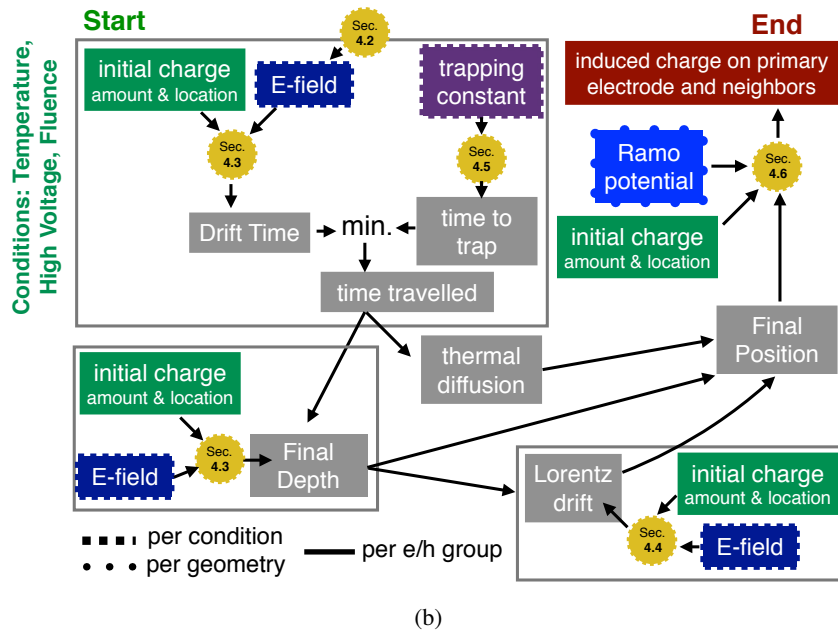 Start
End
Conditions: Temperature,
High Voltage, Fluence
Sec.
4.2
initial charge
amount & location
E-field
trapping
constant
Sec.
4.3
Sec.
4.5
Drift Time
min.
time to
trap
time travelled
induced charge on primary
electrode and neighbors
Ramo
potential
Sec.
4.6
initial charge
amount & location
thermal
diffusion
Final
Position
initial charge
amount & location
E-field
Sec.
4.3
Final
Depth
Lorentz
drift
initial charge
amount & location
Sec.
4.4
E-field
per condition
per geometry
per e/h group
(b)